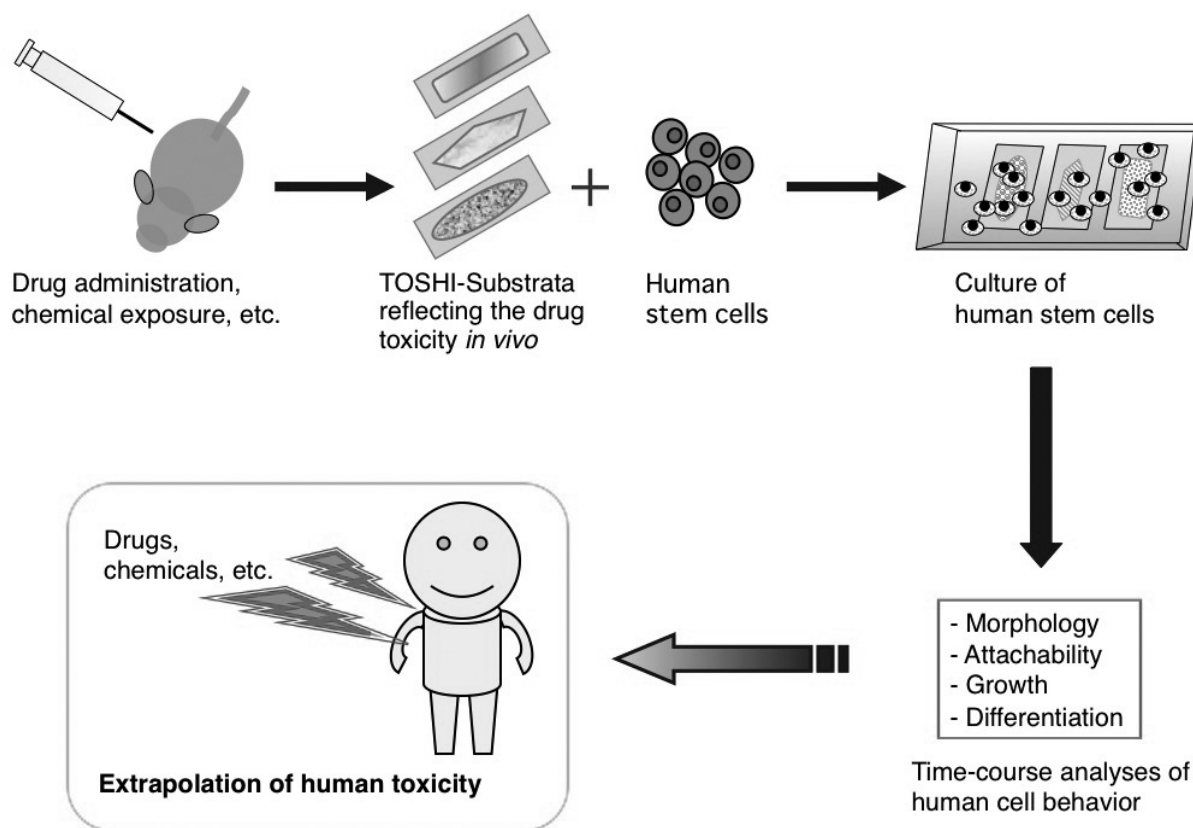 Drug administration,
chemical exposure, etc.
TOSHI-Substrata
reflecting the drug
toxicity in vivo
+
Human
stem cells
Culture of
human stem cells
- Morphology
- Attachability
- Growth
- Differentiation
Time-course analyses of
human cell behavior
Drugs,
chemicals, etc.
Extrapolation of human toxicity